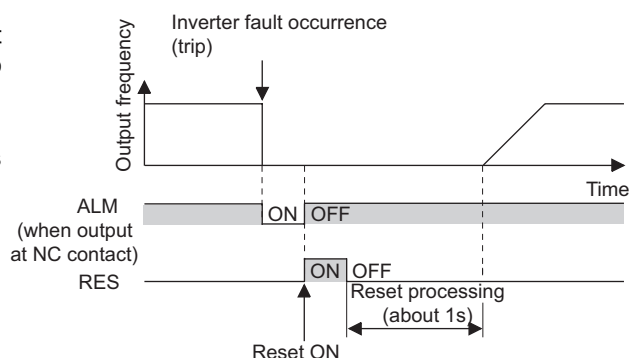 Inverter fault occurrence
(trip)
Output frequency
Time
ALM
(when output
at NC contact)
ON OFF
RES
ON OFF
Reset processing
(about 1s)
Reset ON